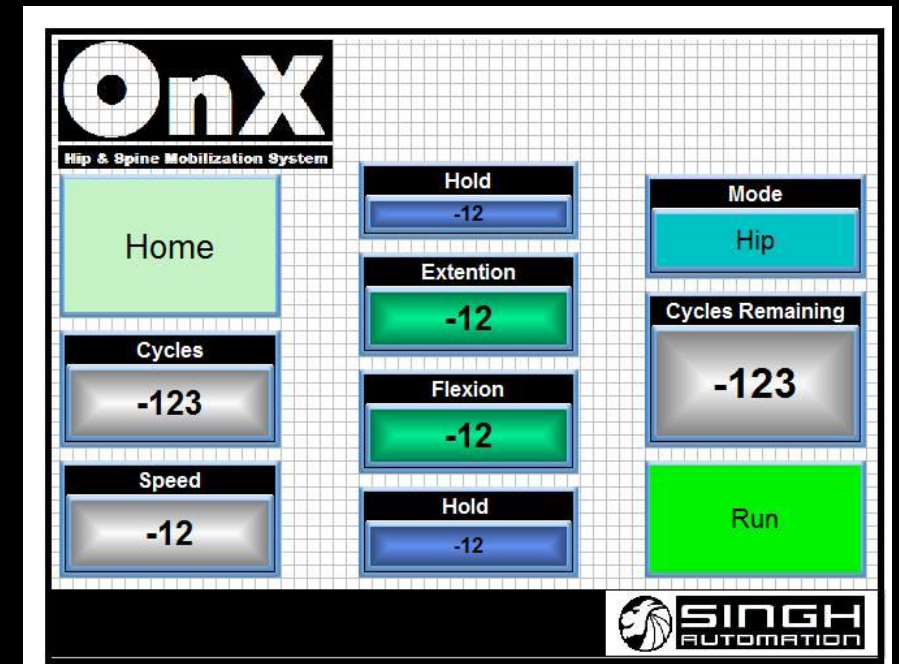 OnX
Hip & Spine Mobilization System
Home
Cycles
-123
Speed
-12
Hold
-12
Extention
-12
Flexion
-12
Hold
-12
Mode
Hip
Cycles Remaining
-123
Run
SINGH
AUTOMATION